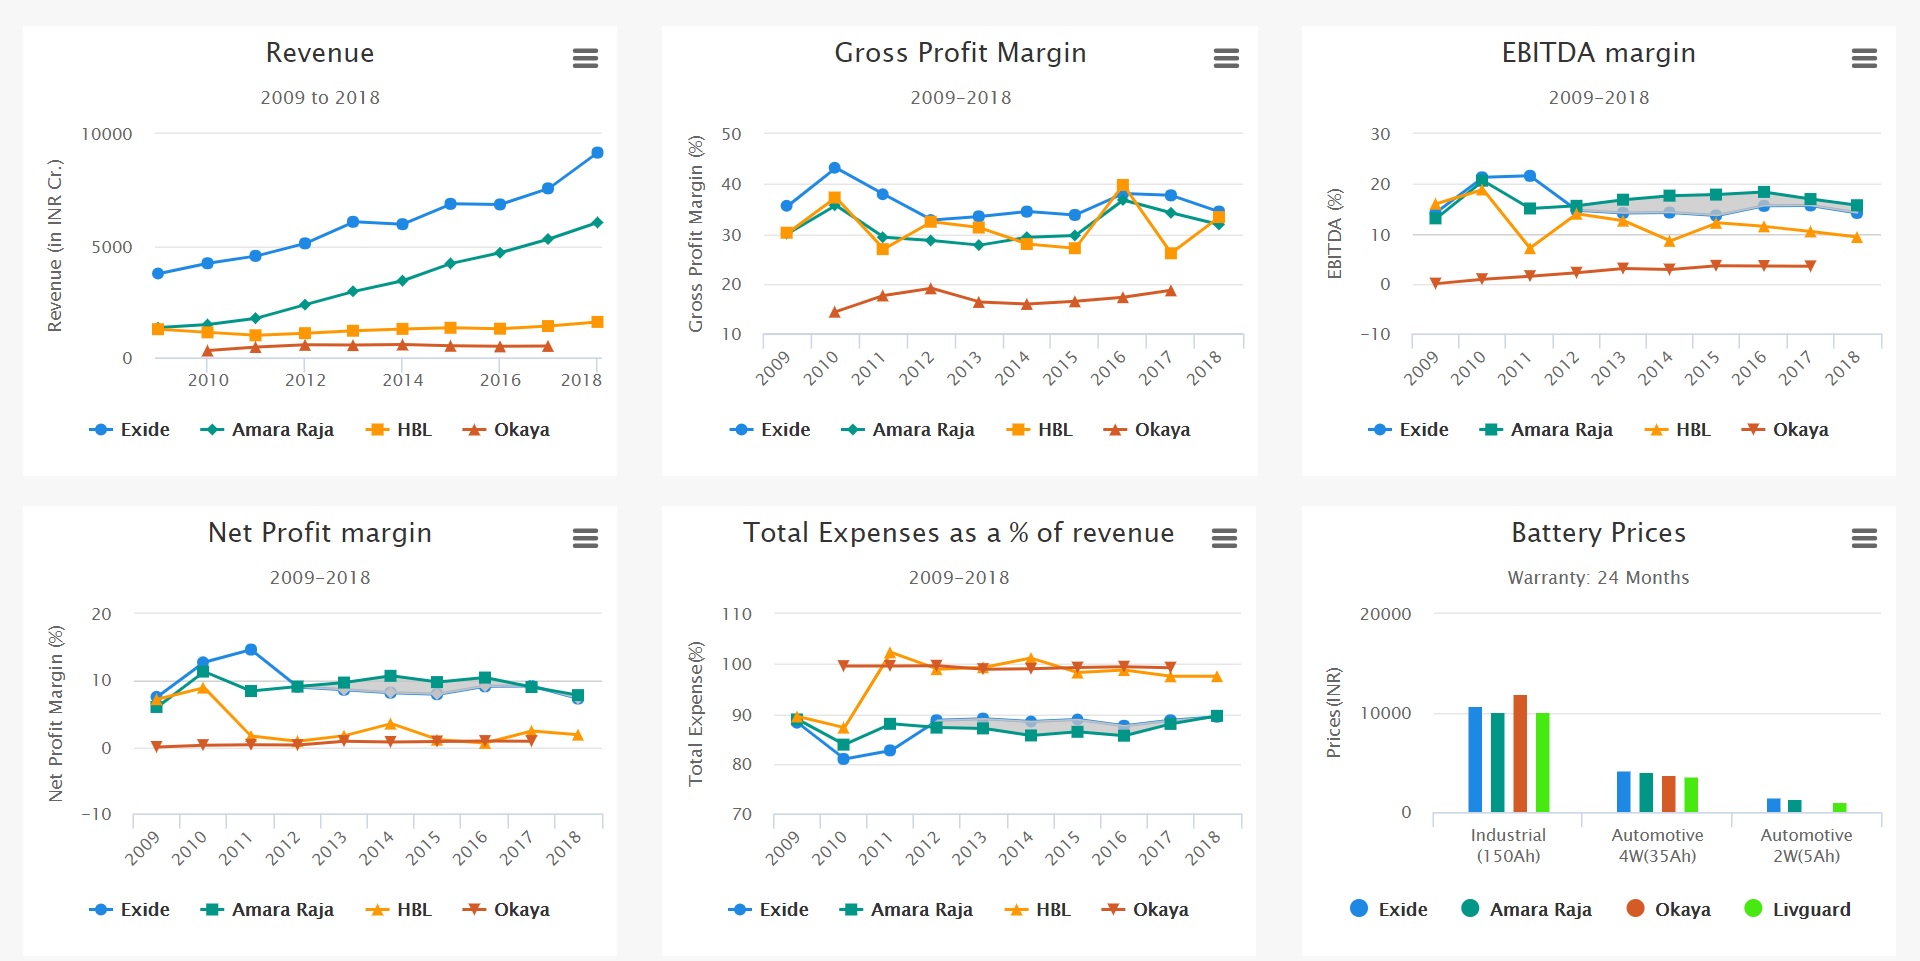 Revenue
2009 to 2018
Revenue (in INR Cr.)
10000
5000
0
2010 2012 2014 2016 2018
Exide Amara Raja HBL Okaya
Gross Profit Margin
2009-2018
Gross Profit Margin (%)
50
40
30
20
10
2009 2010 2011 2012 2013 2014 2015 2016 2017 2018
Exide Amara Raja HBL Okaya
EBITDA margin
2009-2018
EBITDA (%)
30
20
10
0
-10
2009 2010 2011 2012 2013 2014 2015 2016 2017 2018
Exide Amara Raja HBL Okaya
Net Profit margin
2009-2018
Net Profit Margin (%)
20
10
0
-10
2009 2010 2011 2012 2013 2014 2015 2016 2017 2018
Exide Amara Raja HBL Okaya
Total Expenses as a % of revenue
2009-2018
Total Expense(%)
110
100
90
80
70
2009 2010 2011 2012 2013 2014 2015 2016 2017 2018
Exide Amara Raja HBL Okaya
Battery Prices
Warranty: 24 Months
Prices(INR)
20000
10000
0
Industrial Automotive Automotive
(150Ah) 4W(35Ah) 2W(5Ah)
Exide Amara Raja Okaya Livguard